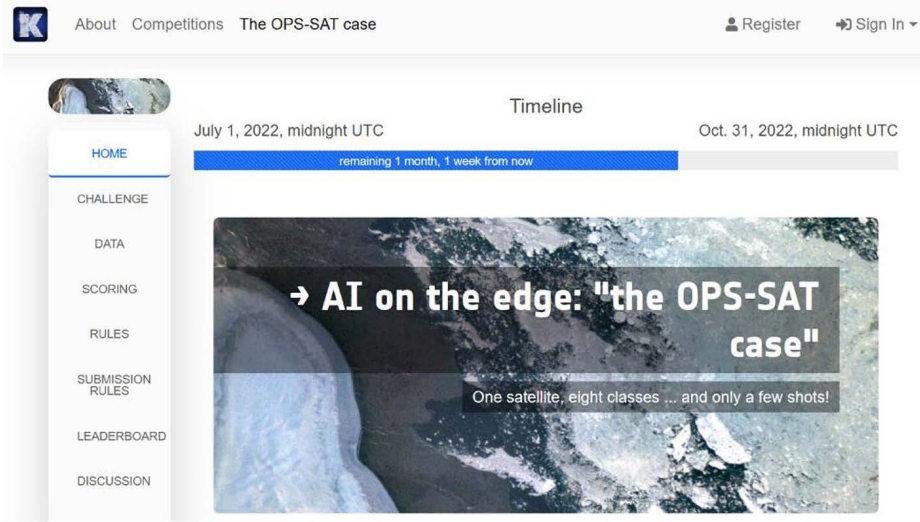 K About Competitions The OPS-SAT case Register Sign In
Timeline
July 1, 2022, midnight UTC Oct. 31, 2022, midnight UTC
remaining 1 month, 1 week from now
HOME
CHALLENGE
DATA
SCORING
RULES
SUBMISSION
RULES
LEADERBOARD
DISCUSSION
→ AI on the edge: "the OPS-SAT
case"
One satellite, eight classes ... and only a few shots!